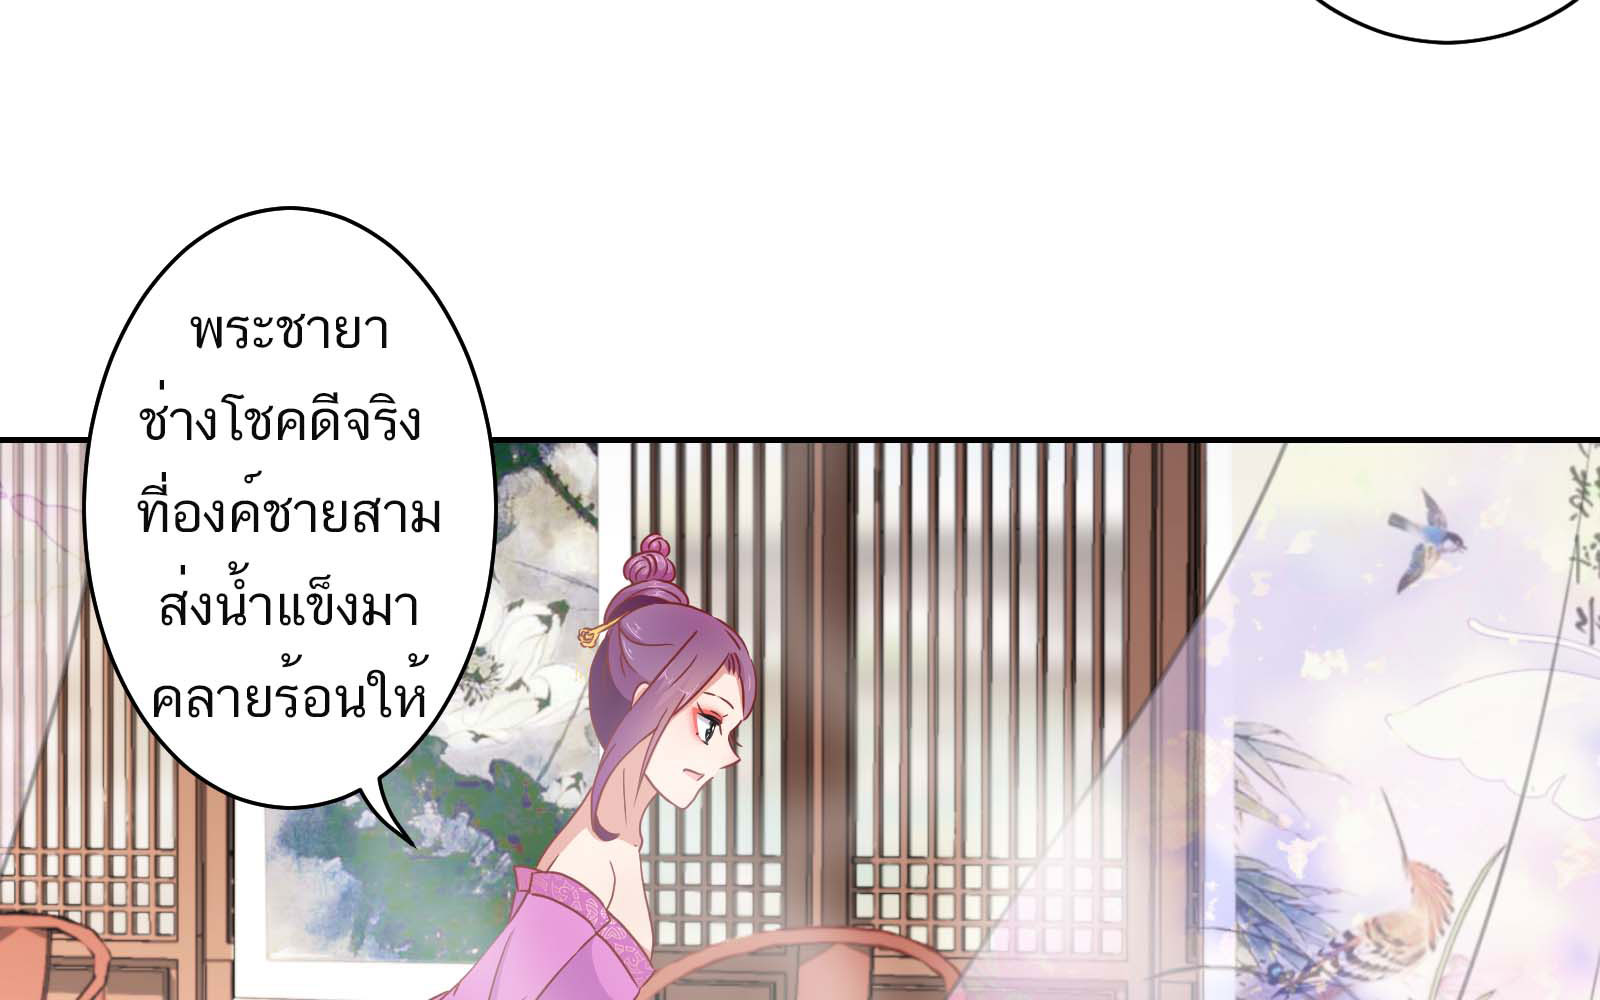 พระชายา
ช่างโชคดีจริง
ที่องค์ชายสาม
ส่งน้ำแข็งมา
คลายร้อนให้